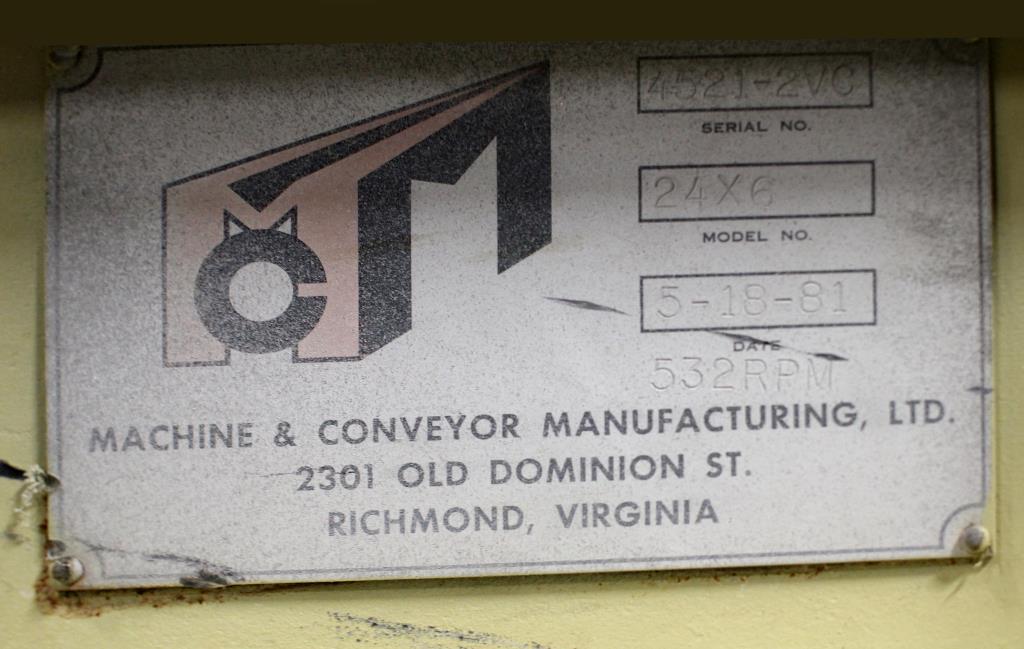 4521-2VC
SERIAL NO.
24X6
MODEL NO.
5-18-81
DATE
532RPM
MCM
MACHINE & CONVEYOR MANUFACTURING, LTD.
2301 OLD DOMINION ST.
RICHMOND, VIRGINIA